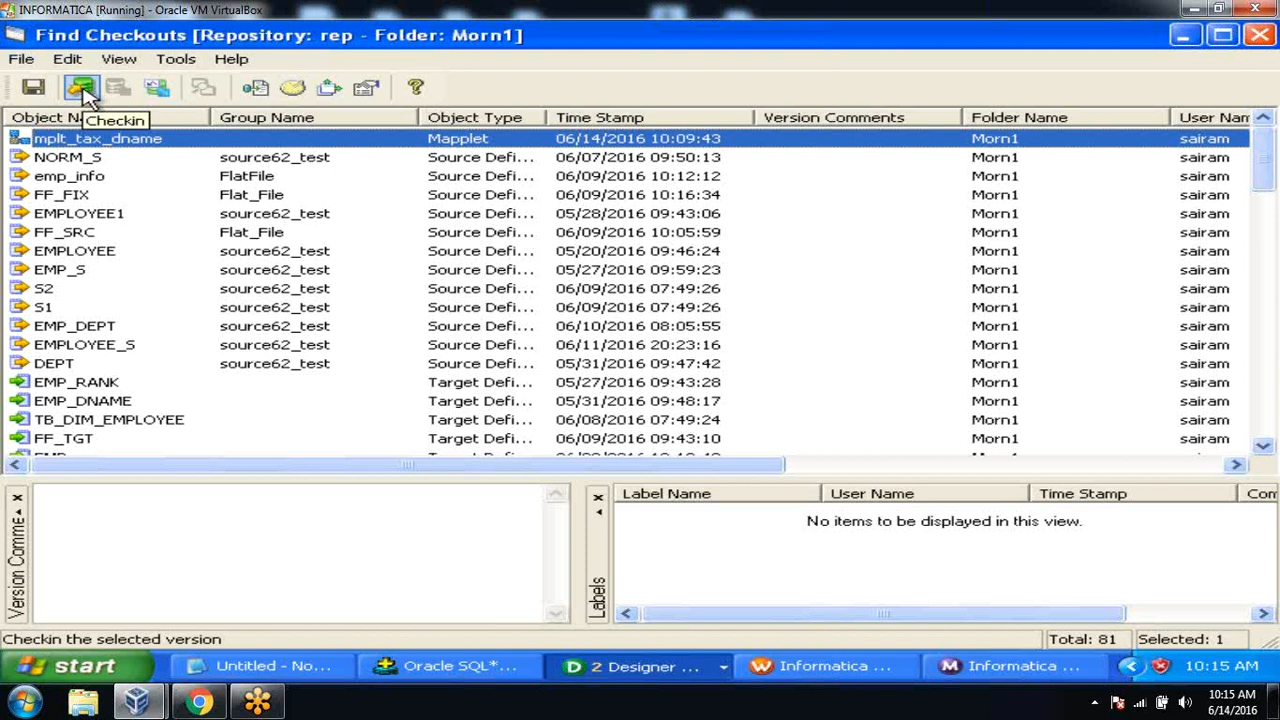 INFORMATICA [Running] - Oracle VM VirtualBox
Find Checkouts [Repository: rep - Folder: Morn1]
File Edit View Tools Help
Checkin
Object N Group Name Object Type Time Stamp Version Comments Folder Name User Nam
mplt_tax_dname Mapplet 06/14/2016 10:09:43 Morn1 sairam
NORM_S source62_test Source Defi... 06/07/2016 09:50:13 Morn1 sairam
emp_info FlatFile Source Defi... 06/09/2016 10:12:12 Morn1 sairam
FF_FIX Flat_File Source Defi... 06/09/2016 10:16:34 Morn1 sairam
EMPLOYEE1 source62_test Source Defi... 05/28/2016 09:43:06 Morn1 sairam
FF_SRC Flat_File Source Defi... 06/09/2016 10:05:59 Morn1 sairam
EMPLOYEE source62_test Source Defi... 05/20/2016 09:46:24 Morn1 sairam
EMP_S source62_test Source Defi... 05/27/2016 09:59:23 Morn1 sairam
S2 source62_test Source Defi... 06/09/2016 07:49:26 Morn1 sairam
S1 source62_test Source Defi... 06/09/2016 07:49:26 Morn1 sairam
EMP_DEPT source62_test Source Defi... 06/10/2016 08:05:55 Morn1 sairam
EMPLOYEE_S source62_test Source Defi... 06/11/2016 20:23:16 Morn1 sairam
DEPT source62_test Source Defi... 05/31/2016 09:47:42 Morn1 sairam
EMP_RANK Target Defi... 05/27/2016 09:43:28 Morn1 sairam
EMP_DNAME Target Defi... 05/31/2016 09:48:17 Morn1 sairam
TB_DIM_EMPLOYEE Target Defi... 06/08/2016 07:49:24 Morn1 sairam
FF_TGT Target Defi... 06/09/2016 09:43:10 Morn1 sairam
Version Comme
Labels
Label Name User Name Time Stamp Con
No items to be displayed in this view.
Checkin the selected version Total: 81 Selected: 1
start Untitled - No... Oracle SQL*... 2 Designer ... Informatica ... Informatica ... 10:15 AM
10:15 AM
6/14/2016